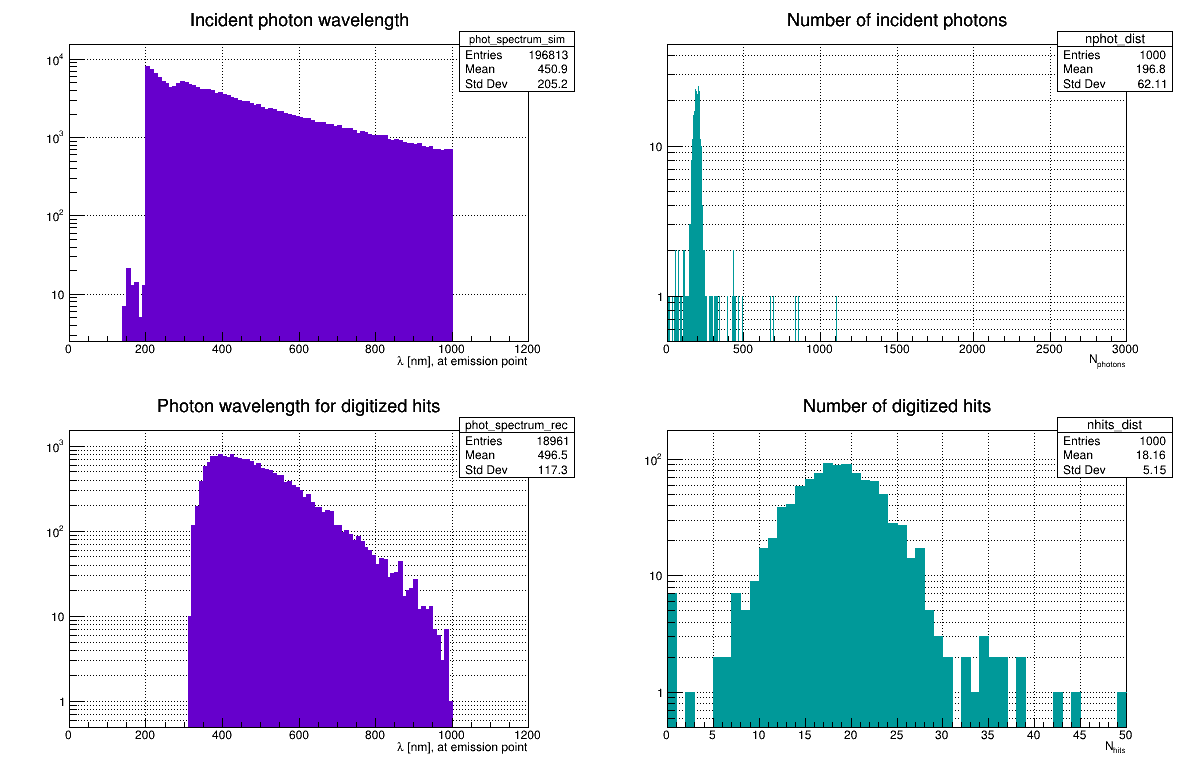 Incident photon wavelength
phot_spectrum_sim
Entries 196813
Mean 450.9
Std Dev 205.2
10^4
10^3
10^2
10
0 200 400 600 800 1000 1200
λ [nm], at emission point
Number of incident photons
nphot_dist
Entries 1000
Mean 196.8
Std Dev 62.11
10
1
0 500 1000 1500 2000 2500 3000
N_photons
Photon wavelength for digitized hits
phot_spectrum_rec
Entries 18961
Mean 496.5
Std Dev 117.3
10^3
10^2
10
1
0 200 400 600 800 1000 1200
λ [nm], at emission point
Number of digitized hits
nhits_dist
Entries 1000
Mean 18.16
Std Dev 5.15
10^2
10
1
0 5 10 15 20 25 30 35 40 45 50
N_hits